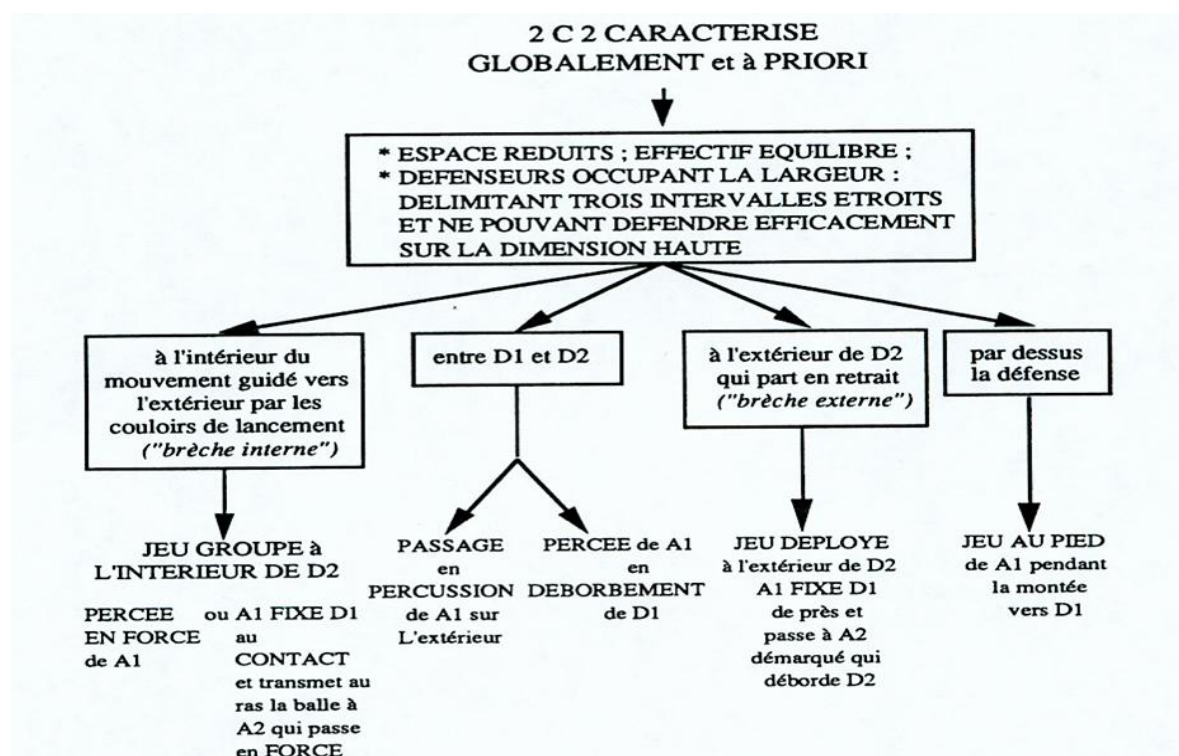 2 C 2 CARACTERISE
GLOBALEMENT et à PRIORI
* ESPACE REDUITS ; EFFECTIF EQUILIBRE ;
* DEFENSEURS OCCUPANT LA LARGEUR :
DELIMITANT TROIS INTERVALLES ETROITS
ET NE POUVANT DEFENDRE EFFICACEMENT
SUR LA DIMENSION HAUTE
à l'intérieur du
mouvement guidé vers
l'extérieur par les
couloirs de lancement
("brèche interne")
entre D1 et D2
à l'extérieur de D2
qui part en retrait
("brèche externe")
par dessus
la défense
JEU GROUPE à
L'INTERIEUR DE D2
PERCEE
EN FORCE
de A1
ou A1 FIXE D1
au
CONTACT
et transmet au
ras la balle à
A2 qui passe
en FORCE
PASSAGE
en
PERCUSSION
de A1 sur
L'extérieur
PERCEE de A1
en
DEBORBEMENT
de D1
JEU DEPLOYE
à l'extérieur de D2
A1 FIXE D1
de près et
passe à A2
démarqué qui
déborde D2
JEU AU PIED
de A1 pendant
la montée
vers D1